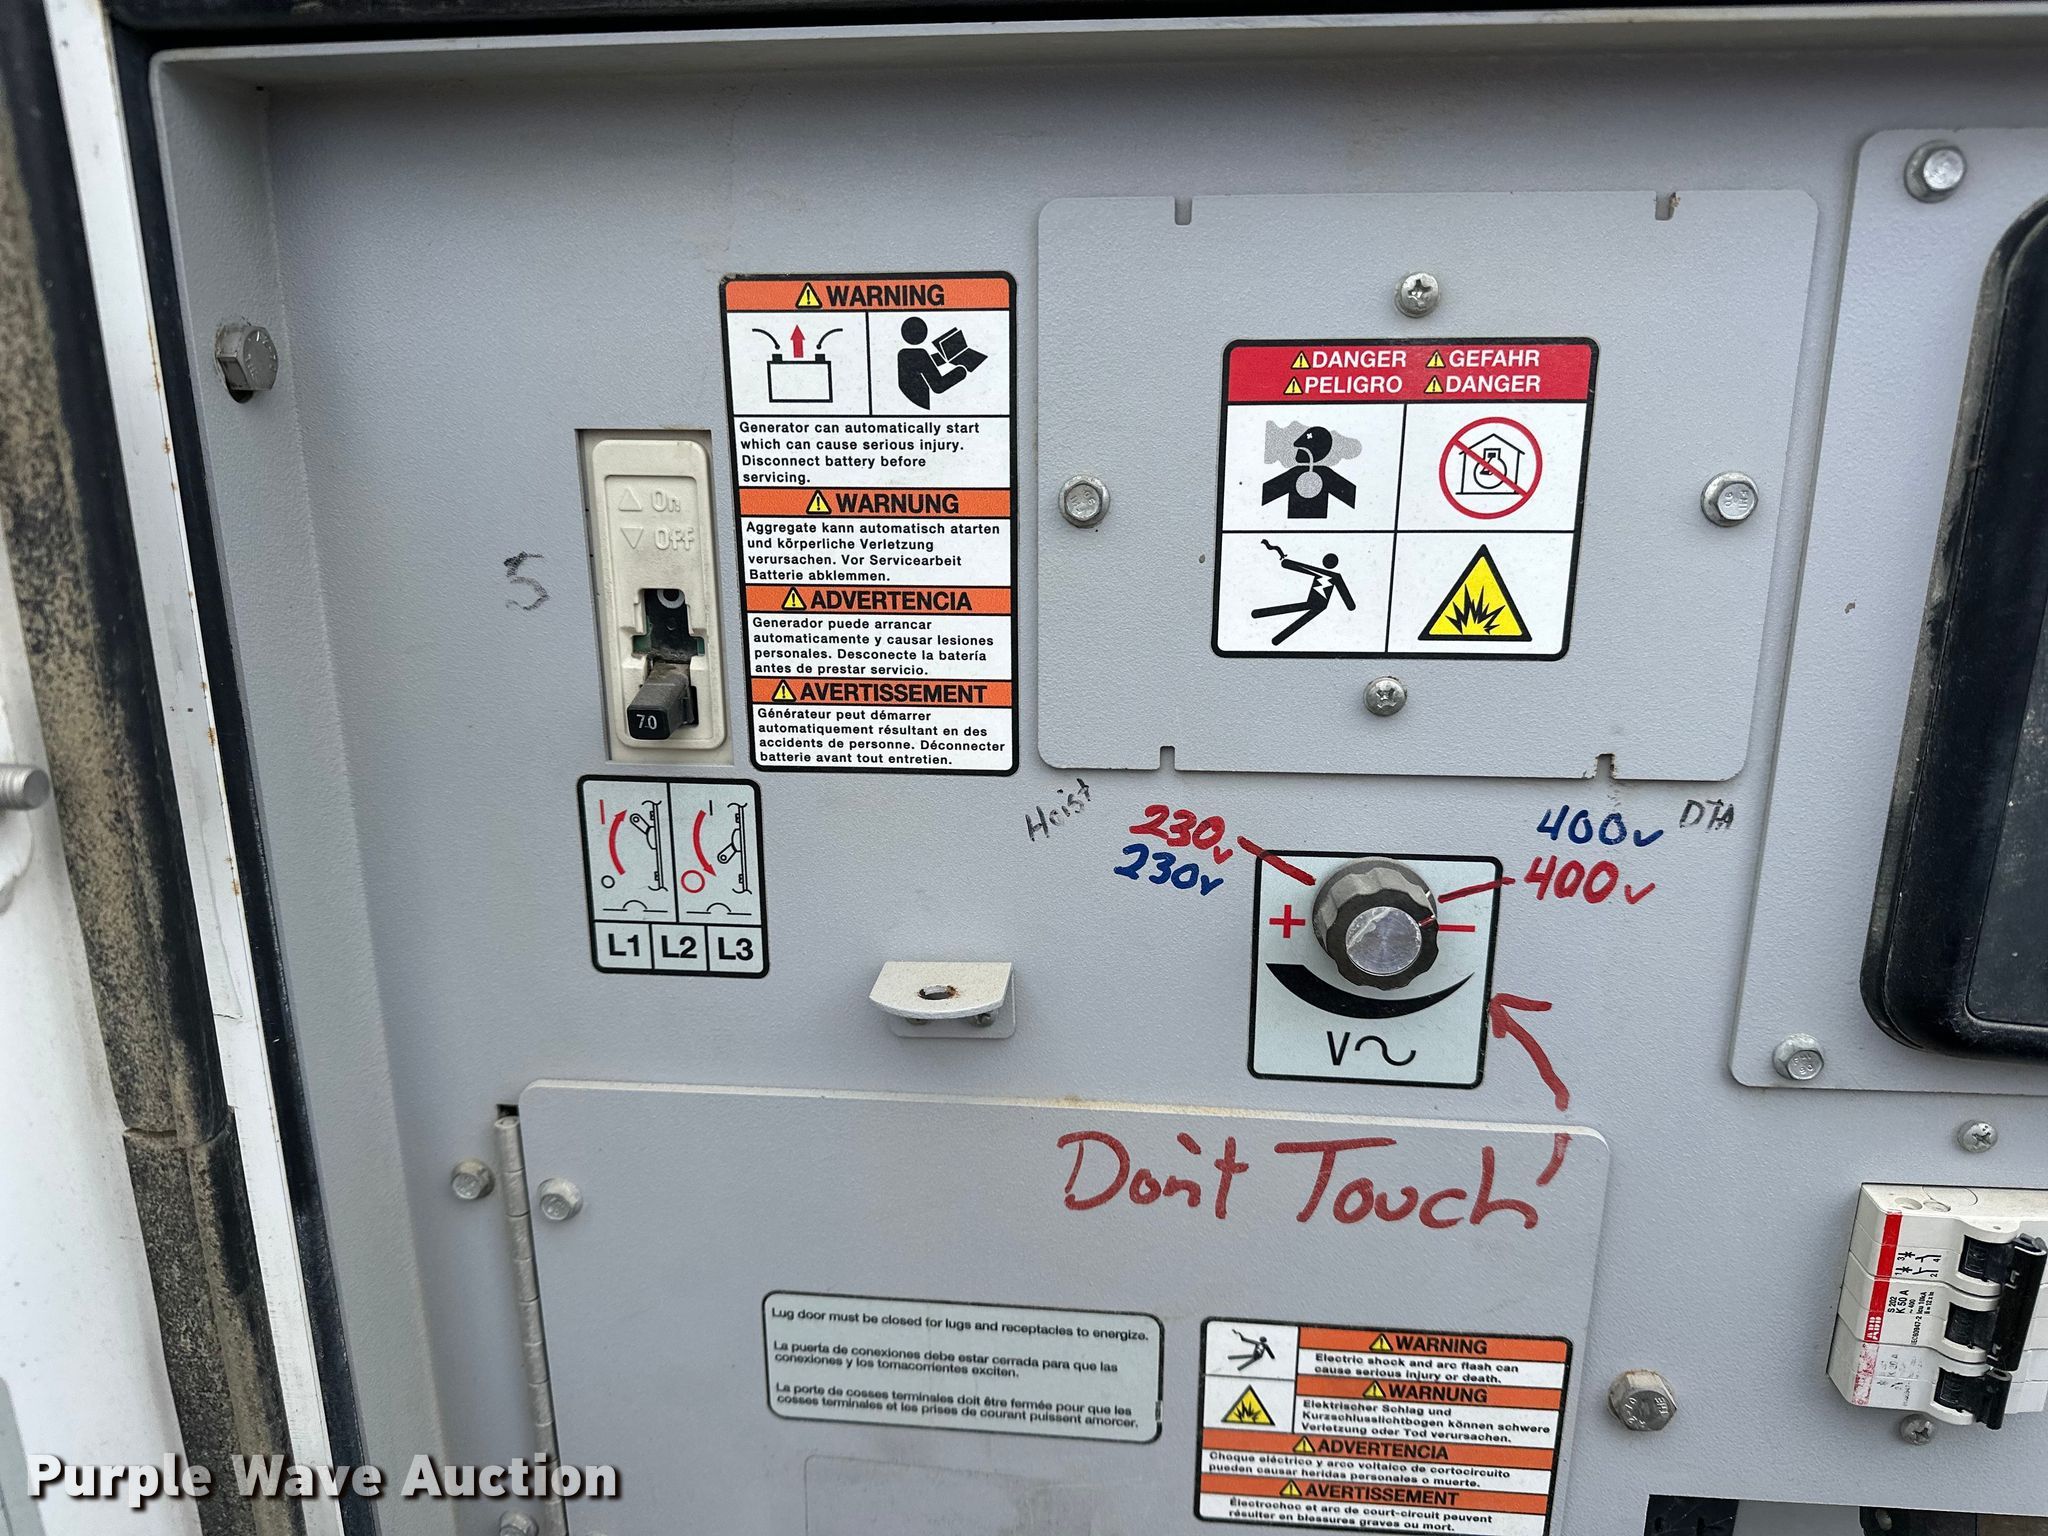 WARNING
Generator can automatically start
which can cause serious injury.
Disconnect battery before
servicing.
WARNUNG
Aggregate kann automatisch atarten
und körperliche Verletzung
verursachen. Vor Servicearbeit
Batterie abklemmen.
ADVERTENCIA
Generador puede arrancar
automaticamente y causar lesiones
personales. Desconecte la batería
antes de prestar servicio.
AVERTISSEMENT
Générateur peut démarrer
automatiquement résultant en des
accidents de personne. Déconnecter
batterie avant tout entretien.
DANGER GEFAHR
PELIGRO DANGER
On
Off
5
70
L1 L2 L3
Hoist
230v
230v
400v
400v
DTA
+ −
V~
Don't Touch
Lug door must be closed for lugs and receptacles to energize.
La puerta de conexiones debe estar cerrada para que las
conexiones y los tomacorrientes exciten.
La porte de cosses terminales doit être fermée pour que les
cosses terminales et les prises de courant puissent amorcer.
WARNING
Electric shock and arc flash can
cause serious injury or death.
WARNUNG
Elektrischer Schlag und
Kurzschlusslichtbogen können schwere
Verletzung oder Tod verursachen.
ADVERTENCIA
Choque eléctrico y arco voltaico de cortocircuito
pueden causar heridas personales o muerte.
AVERTISSEMENT
Électrochoc et arc de court-circuit peuvent
résulter en blessures graves ou mort.
ABB
S 202
K 50 A
~ 400
IEC60947-2
Purple Wave Auction